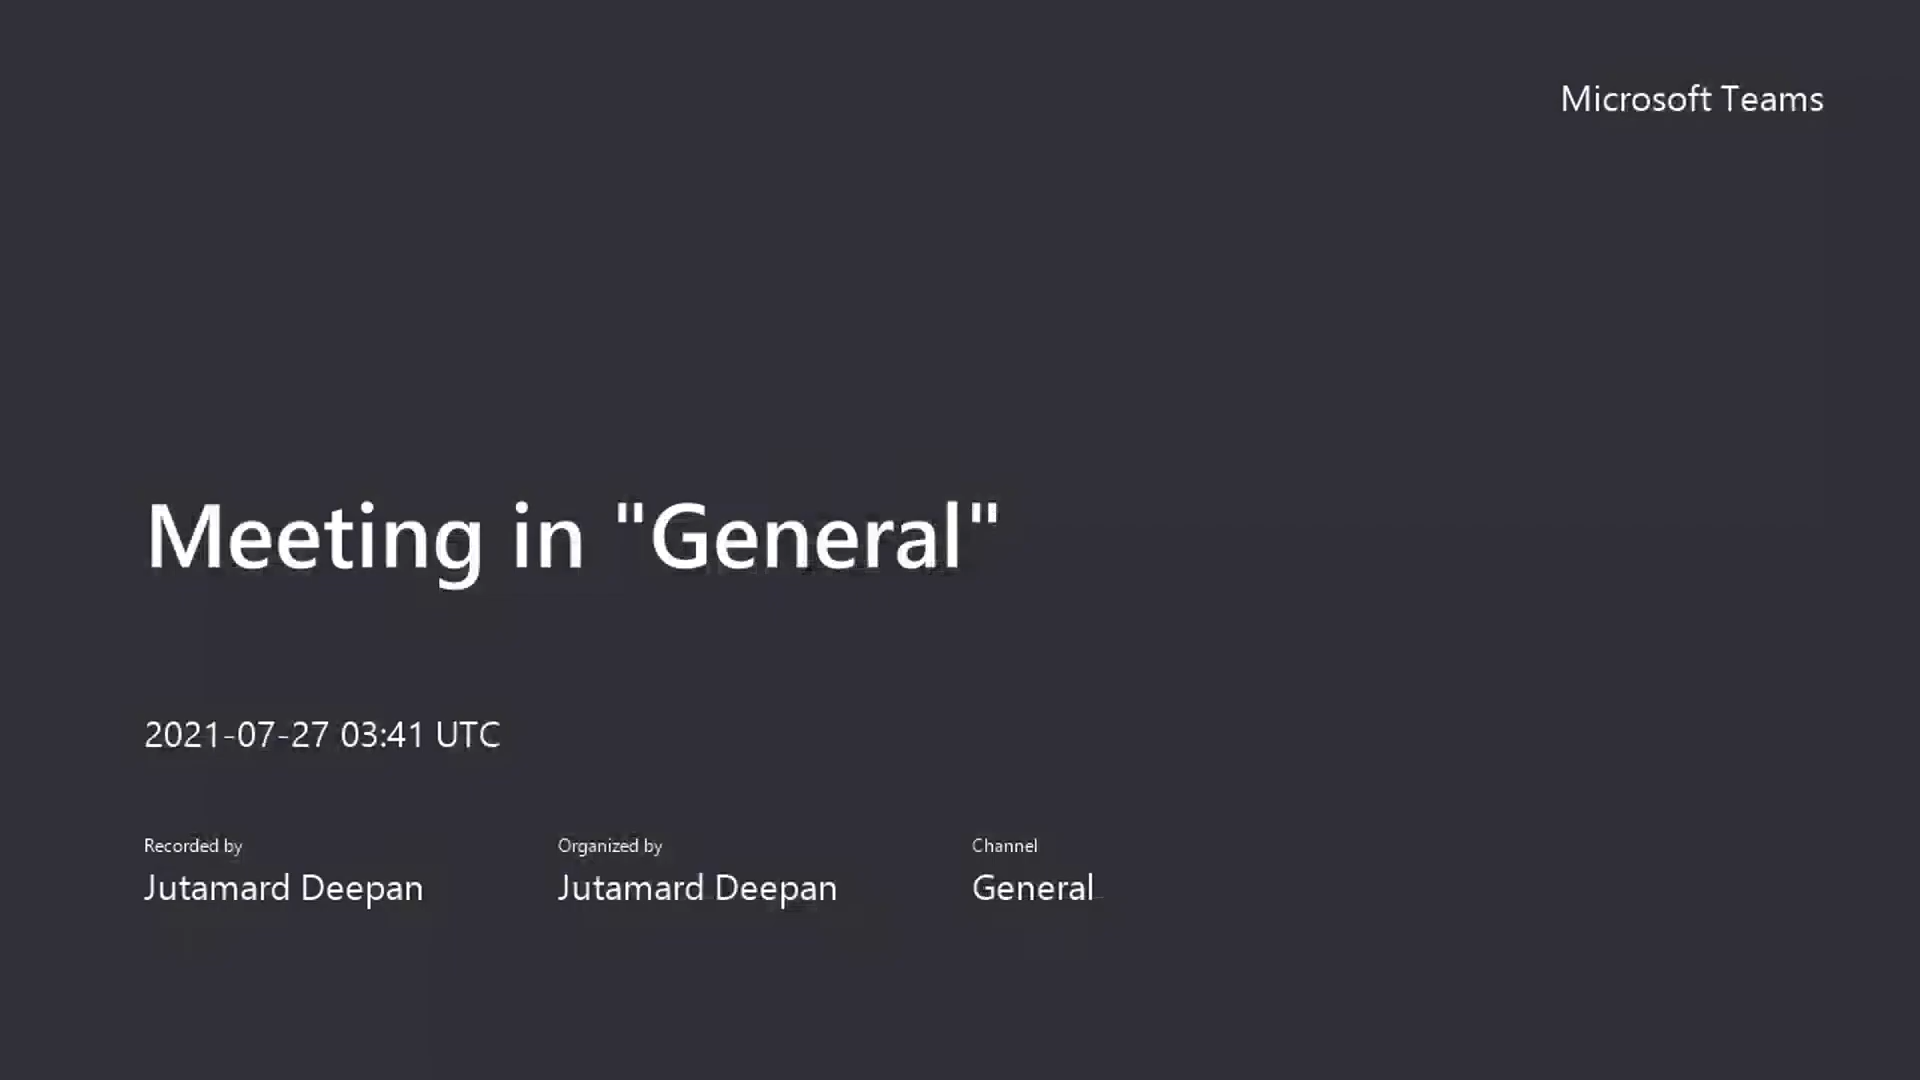 Microsoft Teams
Meeting in "General"
2021-07-27 03:41 UTC
Recorded by
Jutamard Deepan
Organized by
Jutamard Deepan
Channel
General